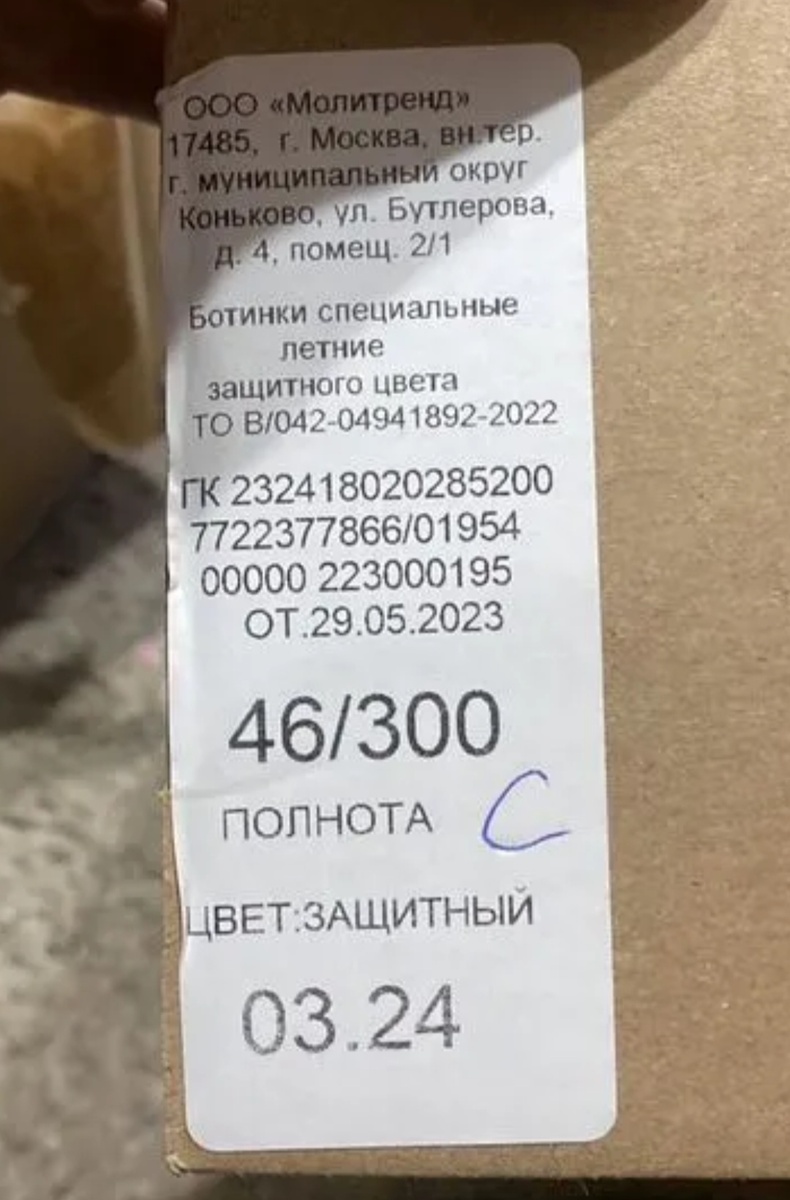 ООО «Молитренд»
17485, г. Москва, вн.тер.
г. муниципальный округ
Коньково, ул. Бутлерова,
д. 4, помещ. 2/1
Ботинки специальные
летние
защитного цвета
ТО В/042-04941892-2022
ГК 232418020285200
7722377866/01954
00000 223000195
ОТ.29.05.2023
46/300
ПОЛНОТА С
ЦВЕТ:ЗАЩИТНЫЙ
03.24